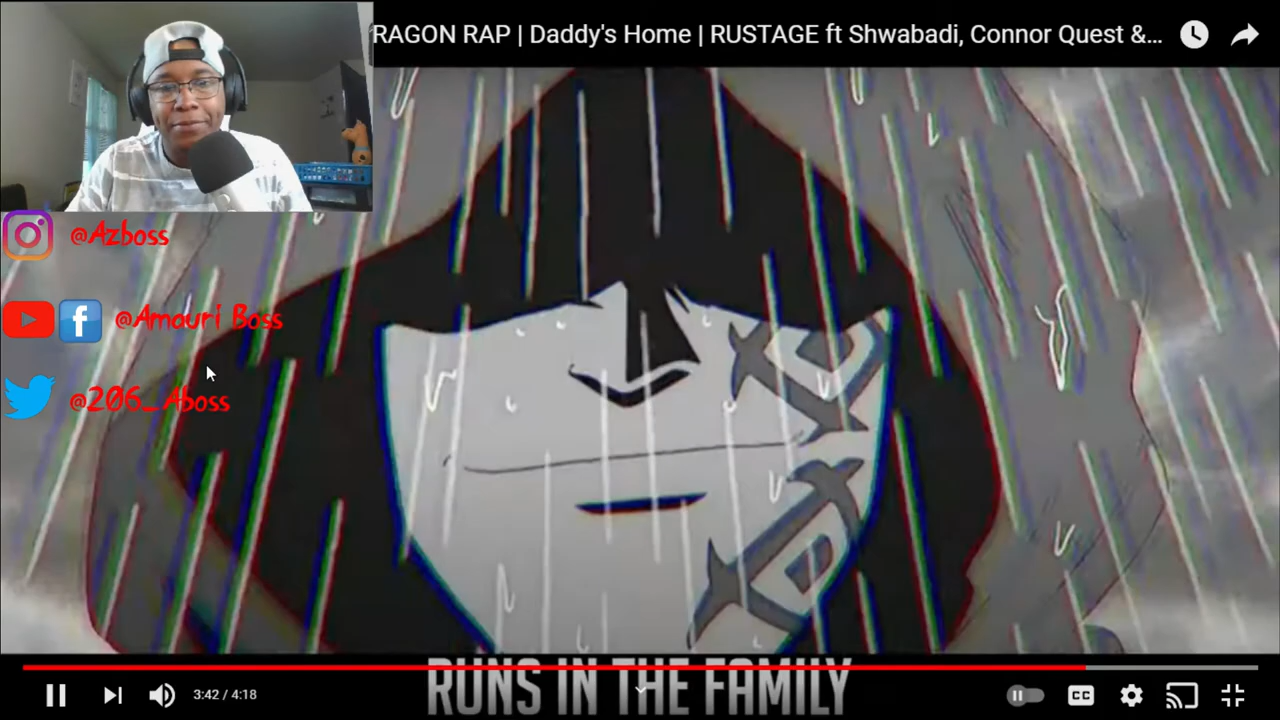 RAGON RAP | Daddy's Home | RUSTAGE ft Shwabadi, Connor Quest &...
@Azboss
@Amouri Boss
@206_Aboss
RUNS IN THE FAMILY
3:42 / 4:18
CC